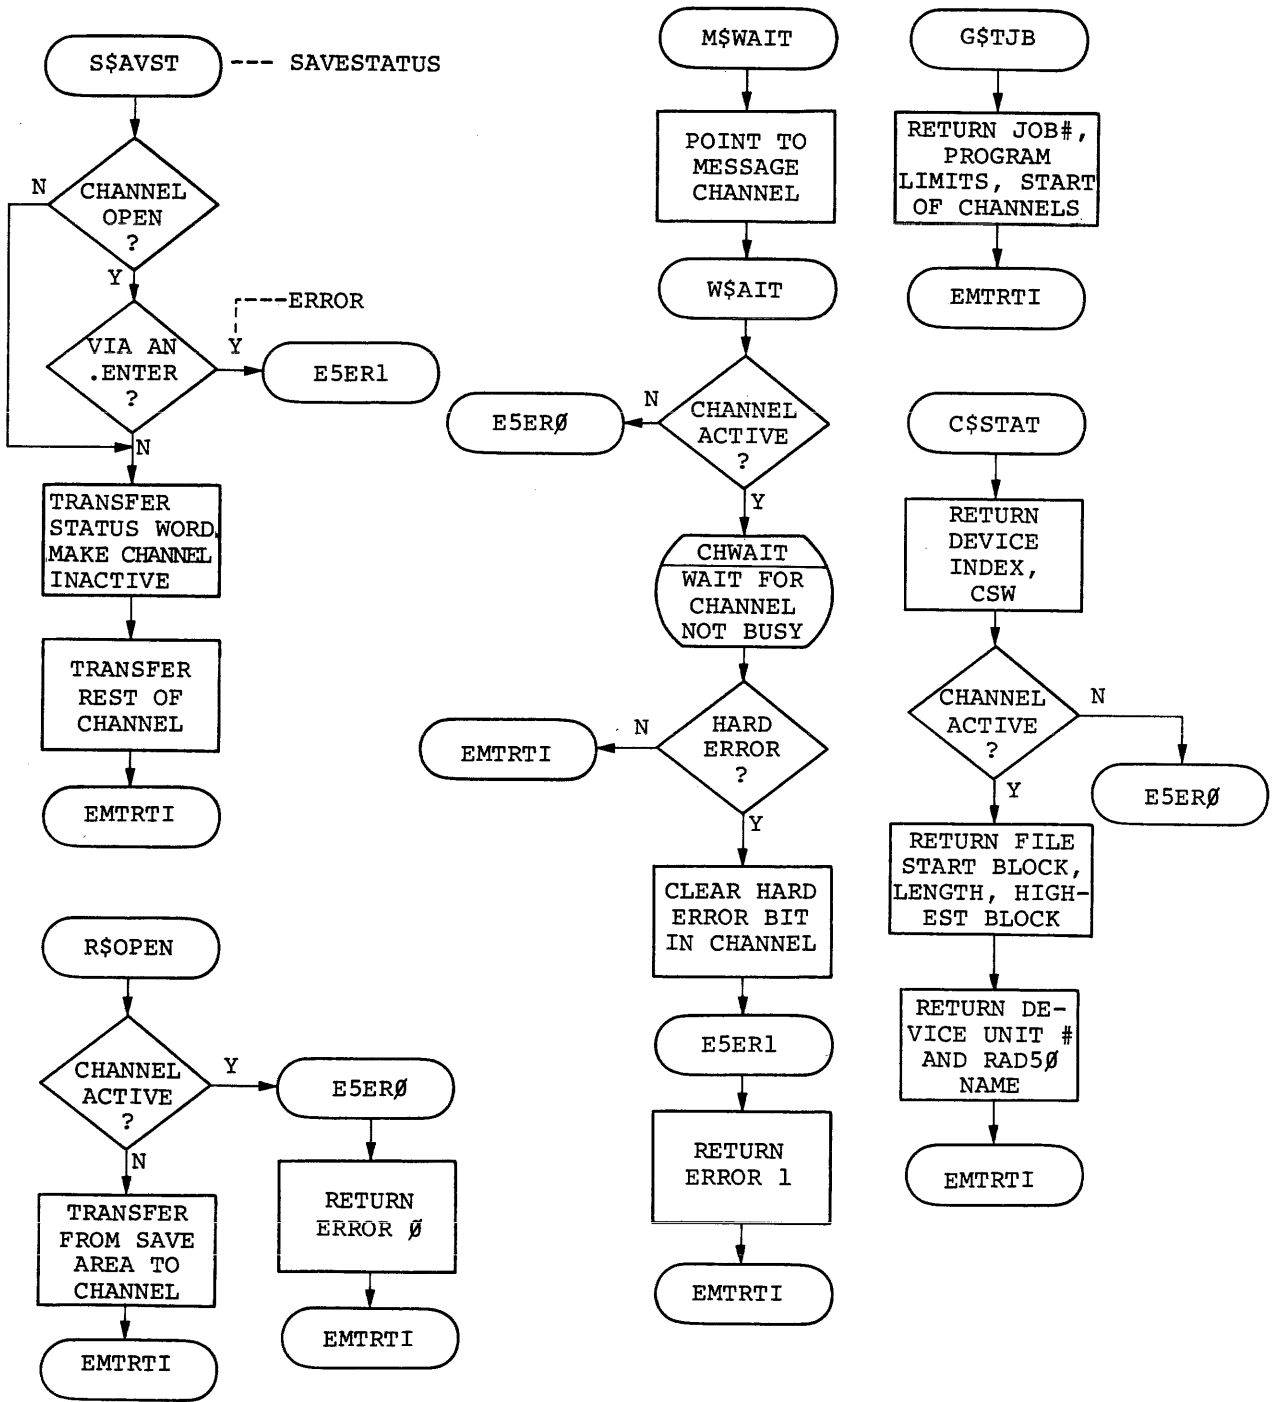 S$AVST --- SAVESTATUS
CHANNEL
OPEN
?
N
Y
ERROR
VIA AN
.ENTER
?
Y
E5ER1
N
TRANSFER
STATUS WORD,
MAKE CHANNEL
INACTIVE
TRANSFER
REST OF
CHANNEL
EMTRTI
R$OPEN
CHANNEL
ACTIVE
?
Y
E5ERØ
N
RETURN
ERROR Ø
EMTRTI
TRANSFER
FROM SAVE
AREA TO
CHANNEL
EMTRTI
M$WAIT
POINT TO
MESSAGE
CHANNEL
W$AIT
CHANNEL
ACTIVE
?
N
E5ERØ
Y
CHWAIT
WAIT FOR
CHANNEL
NOT BUSY
HARD
ERROR
?
N
EMTRTI
Y
CLEAR HARD
ERROR BIT
IN CHANNEL
E5ER1
RETURN
ERROR 1
EMTRTI
G$TJB
RETURN JOB#,
PROGRAM
LIMITS, START
OF CHANNELS
EMTRTI
C$STAT
RETURN
DEVICE
INDEX,
CSW
CHANNEL
ACTIVE
?
N
E5ERØ
Y
RETURN FILE
START BLOCK,
LENGTH, HIGH-
EST BLOCK
RETURN DE-
VICE UNIT #
AND RAD5Ø
NAME
EMTRTI